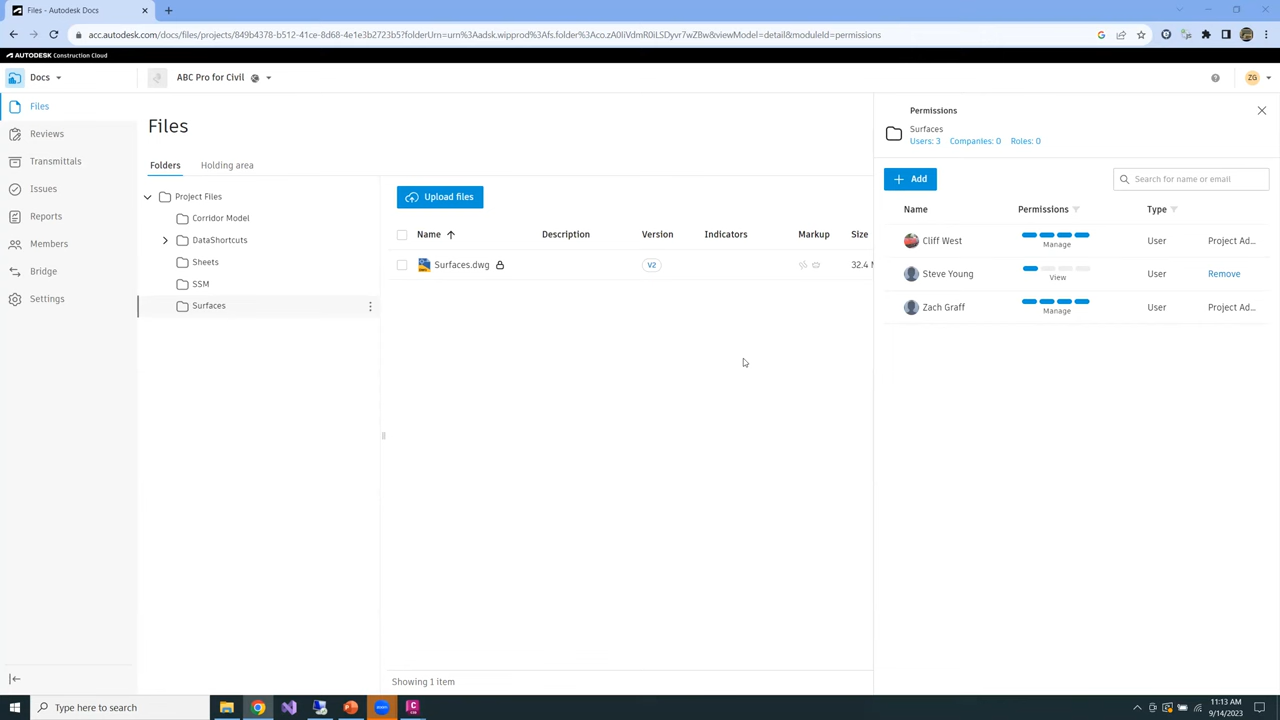 Files - Autodesk Docs
acc.autodesk.com/docs/files/projects/849b4378-b512-41ce-8d68-4e1e3b2723b5?folderUrn=urn%3Aadsk.wipprod%3Afs.folder%3Aco.zA0IiVdmR0iLSDyvr7wZBw&viewModel=detail&moduleId=permissions
AUTODESK Construction Cloud
Docs
ABC Pro for Civil
ZG
Files
Reviews
Transmittals
Issues
Reports
Members
Bridge
Settings
Files
Folders Holding area
Project Files
Corridor Model
DataShortcuts
Sheets
SSM
Surfaces
Upload files
Name Description Version Indicators Markup Size
Surfaces.dwg V2 32.4
Showing 1 item
Permissions
Surfaces
Users: 3 Companies: 0 Roles: 0
Add
Search for name or email
Name Permissions Type
Cliff West Manage User Project Ad...
Steve Young View User Remove
Zach Graff Manage User Project Ad...
Type here to search
11:13 AM
9/14/2023